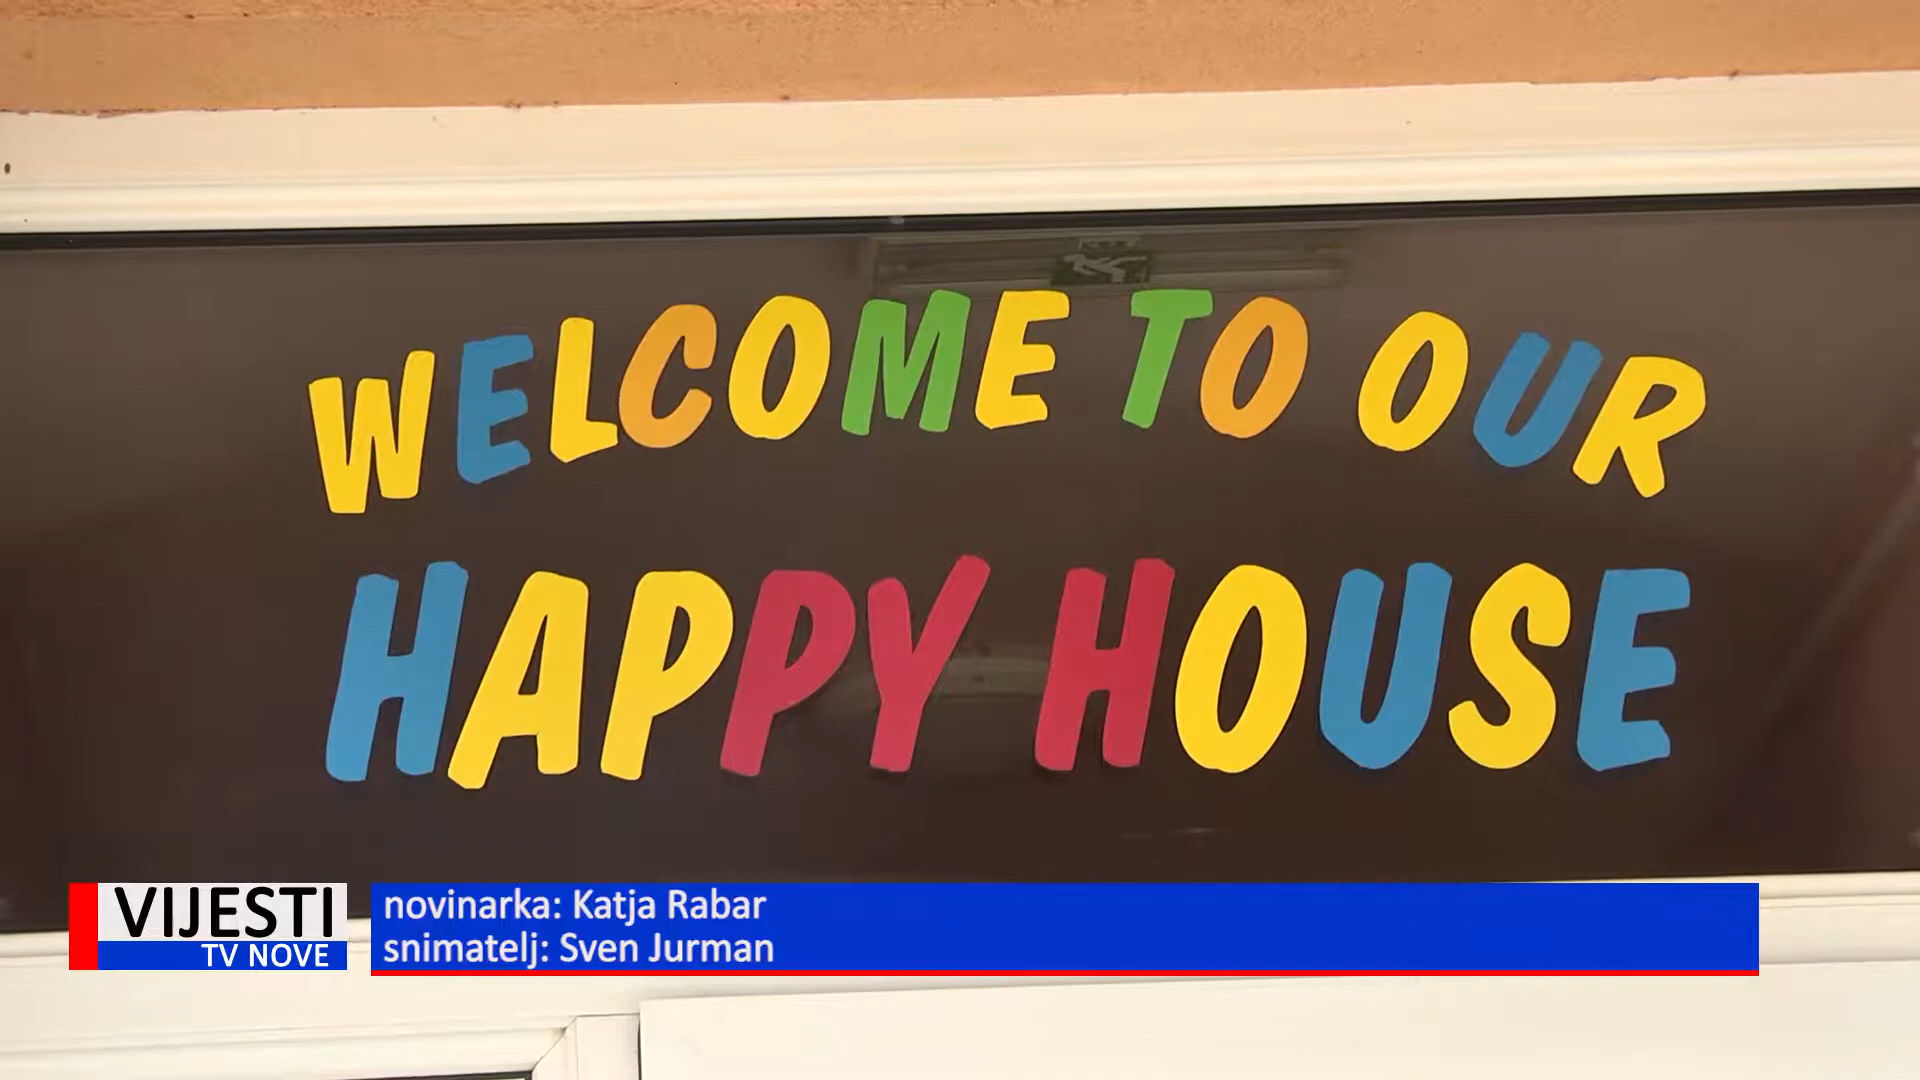 WELCOME TO OUR
HAPPY HOUSE
VIJESTI
TV NOVE
novinarka: Katja Rabar
snimatelj: Sven Jurman